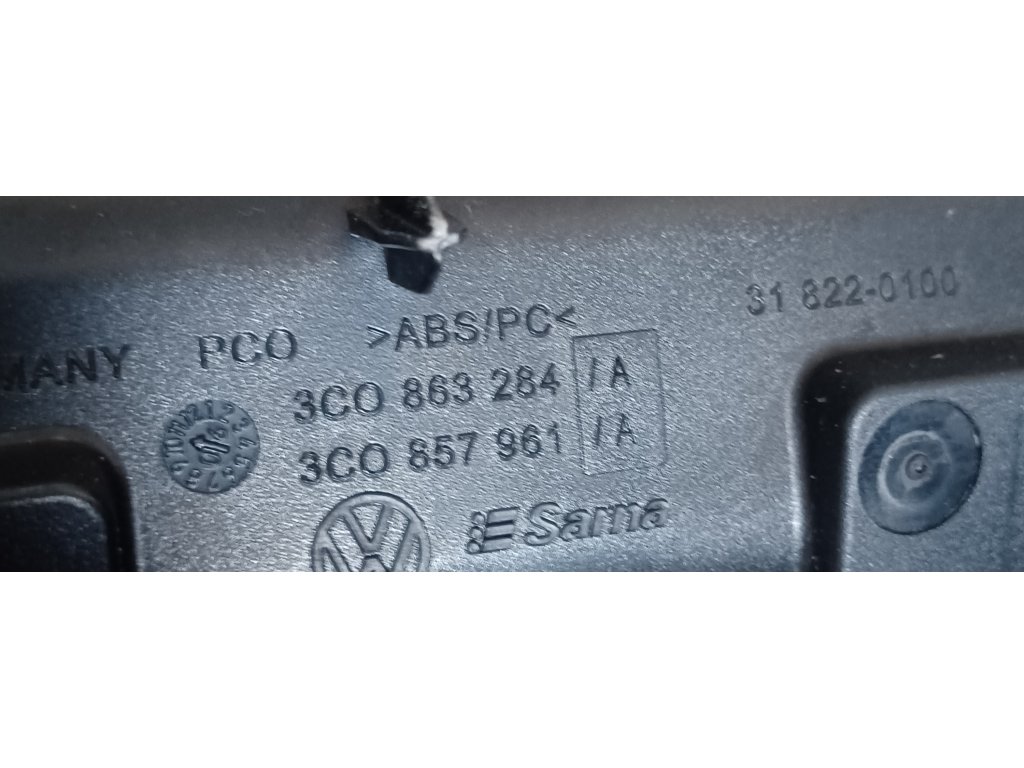 31 822-0100
MANY PCO >ABS/PC<
3CO 863 284 /A
3CO 857 961 /A
Sarna